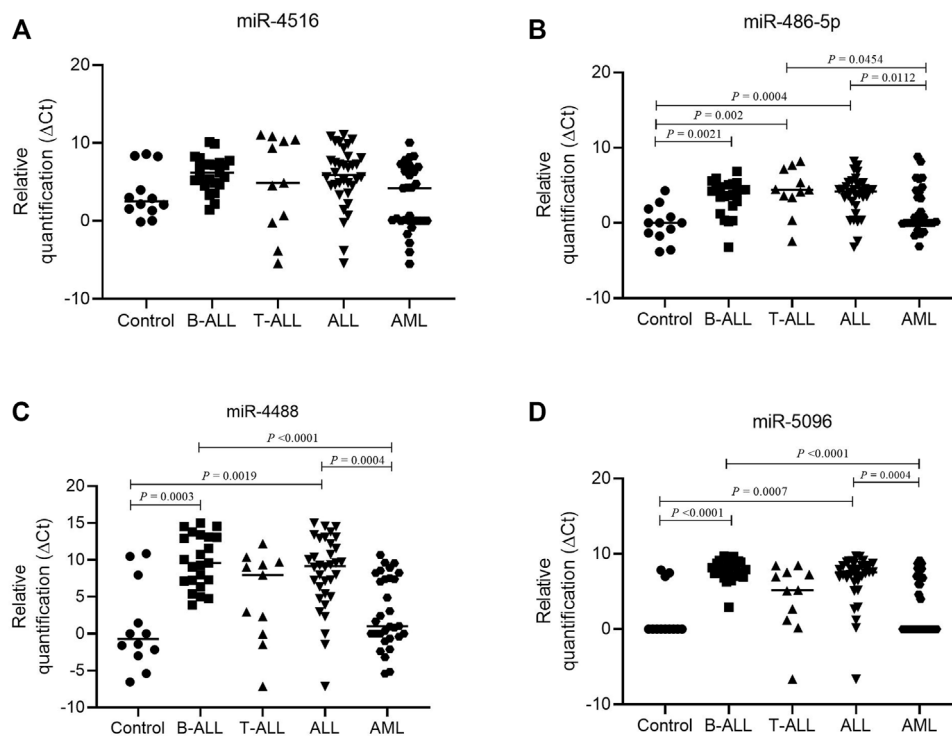 A
miR-4516
Relative
quantification (ΔCt)
20
10
0
-10
Control B-ALL T-ALL ALL AML
B
miR-486-5p
P = 0.0454
P = 0.0112
P = 0.0004
P = 0.002
P = 0.0021
Relative
quantification (ΔCt)
20
10
0
-10
Control B-ALL T-ALL ALL AML
C
miR-4488
P <0.0001
P = 0.0004
P = 0.0019
P = 0.0003
Relative
quantification (ΔCt)
20
15
10
5
0
-5
-10
Control B-ALL T-ALL ALL AML
D
miR-5096
P <0.0001
P = 0.0004
P = 0.0007
P <0.0001
Relative
quantification (ΔCt)
20
10
0
-10
Control B-ALL T-ALL ALL AML